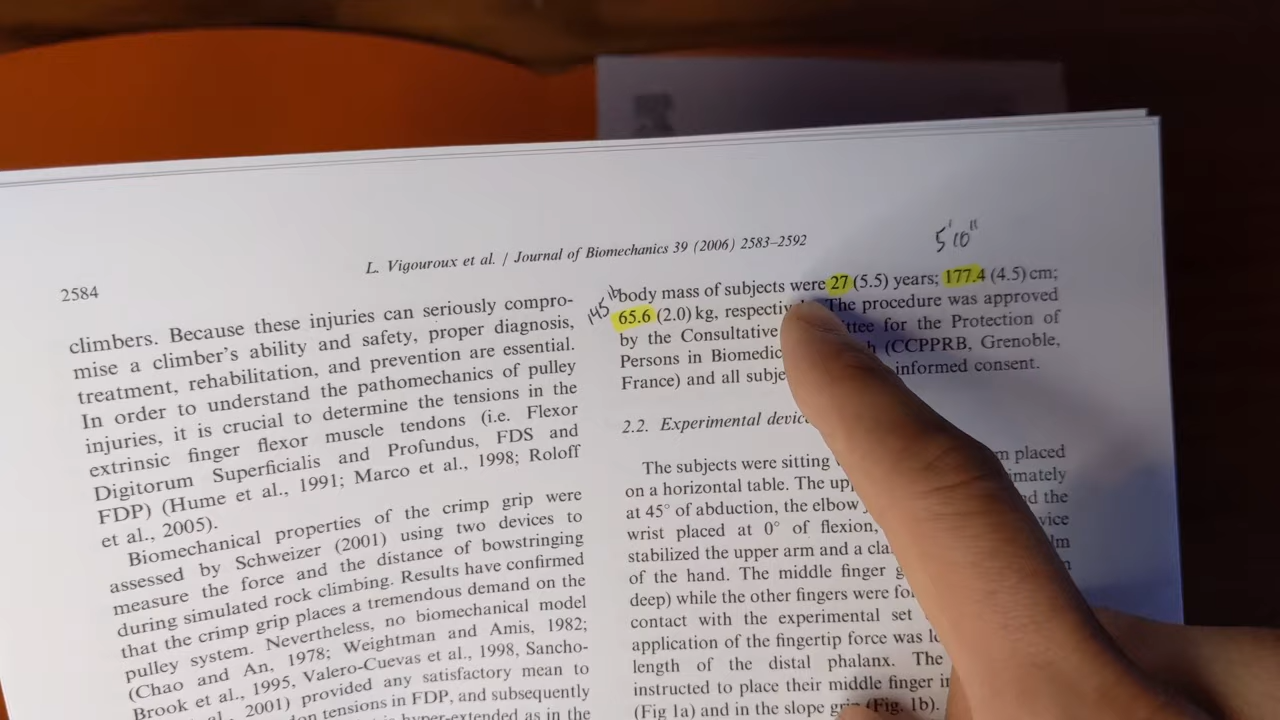 2584
L. Vigouroux et al. / Journal of Biomechanics 39 (2006) 2583–2592
climbers. Because these injuries can seriously compro-
mise a climber's ability and safety, proper diagnosis,
treatment, rehabilitation, and prevention are essential.
In order to understand the pathomechanics of pulley
injuries, it is crucial to determine the tensions in the
extrinsic finger flexor muscle tendons (i.e. Flexor
Digitorum Superficialis and Profundus, FDS and
FDP) (Hume et al., 1991; Marco et al., 1998; Roloff
et al., 2005).
Biomechanical properties of the crimp grip were
assessed by Schweizer (2001) using two devices to
measure the force and the distance of bowstringing
during simulated rock climbing. Results have confirmed
that the crimp grip places a tremendous demand on the
pulley system. Nevertheless, no biomechanical model
(Chao and An, 1978; Weightman and Amis, 1982;
Brook et al., 1995, Valero-Cuevas et al., 1998, Sancho-
al., 2001) provided any satisfactory mean to
tensions in FDP, and subsequently
hyper-extended as in the
5'10"
145 lb
body mass of subjects were 27 (5.5) years; 177.4 (4.5) cm;
65.6 (2.0) kg, The procedure was approved
by the Consultative for the Protection of
Persons in (CCPPRB, Grenoble,
France) and all informed consent.
2.2. Experimental
The subjects were sitting placed
on a horizontal table. The
at 45° of abduction, the elbow the
wrist placed at 0° of flexion,
stabilized the upper arm and a
of the hand. The middle finger
deep) while the other fingers were
contact with the experimental set
application of the fingertip force was
length of the distal phalanx. The
instructed to place their middle finger
(Fig 1a) and in the slope grip (Fig. 1b).